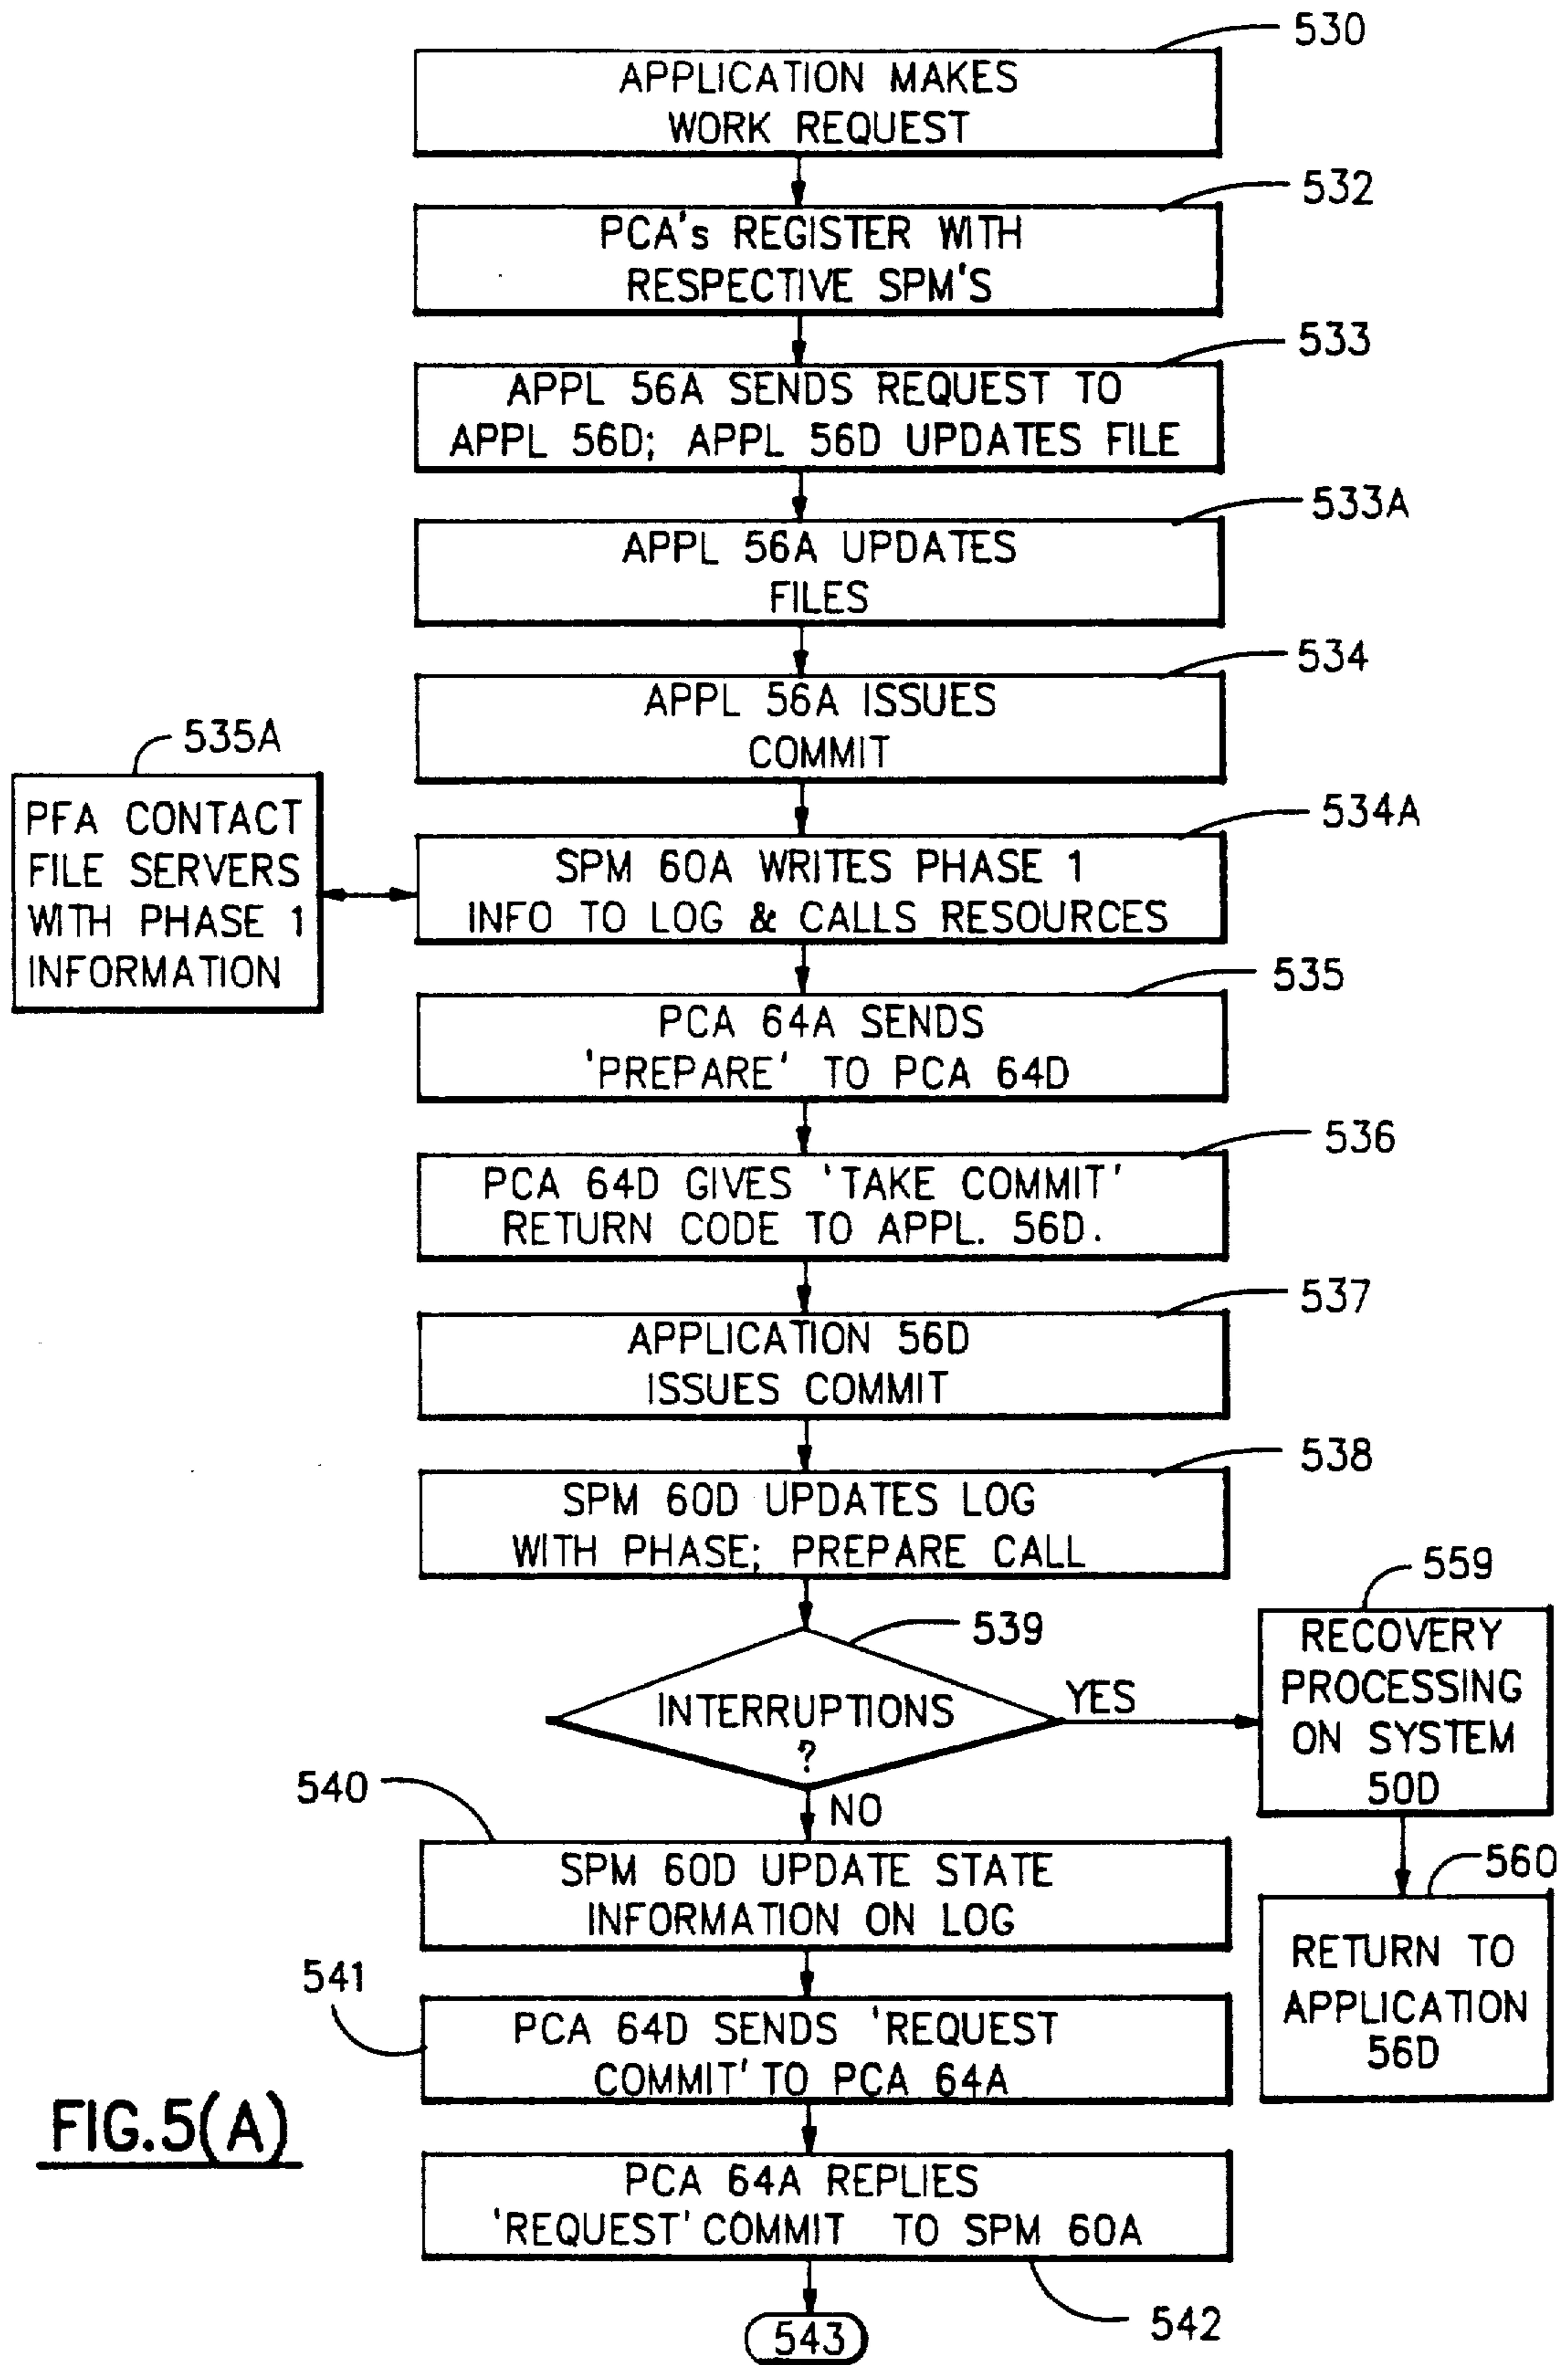 530
APPLICATION MAKES
WORK REQUEST
532
PCA's REGISTER WITH
RESPECTIVE SPM'S
533
APPL 56A SENDS REQUEST TO
APPL 56D; APPL 56D UPDATES FILE
533A
APPL 56A UPDATES
FILES
534
APPL 56A ISSUES
COMMIT
535A
PFA CONTACT
FILE SERVERS
WITH PHASE 1
INFORMATION
534A
SPM 60A WRITES PHASE 1
INFO TO LOG & CALLS RESOURCES
535
PCA 64A SENDS
'PREPARE' TO PCA 64D
536
PCA 64D GIVES 'TAKE COMMIT'
RETURN CODE TO APPL. 56D.
537
APPLICATION 56D
ISSUES COMMIT
538
SPM 60D UPDATES LOG
WITH PHASE; PREPARE CALL
539
INTERRUPTIONS
?
YES
NO
559
RECOVERY
PROCESSING
ON SYSTEM
50D
560
RETURN TO
APPLICATION
56D
540
SPM 60D UPDATE STATE
INFORMATION ON LOG
541
PCA 64D SENDS 'REQUEST
COMMIT' TO PCA 64A
FIG.5(A)
PCA 64A REPLIES
'REQUEST' COMMIT TO SPM 60A
542
543